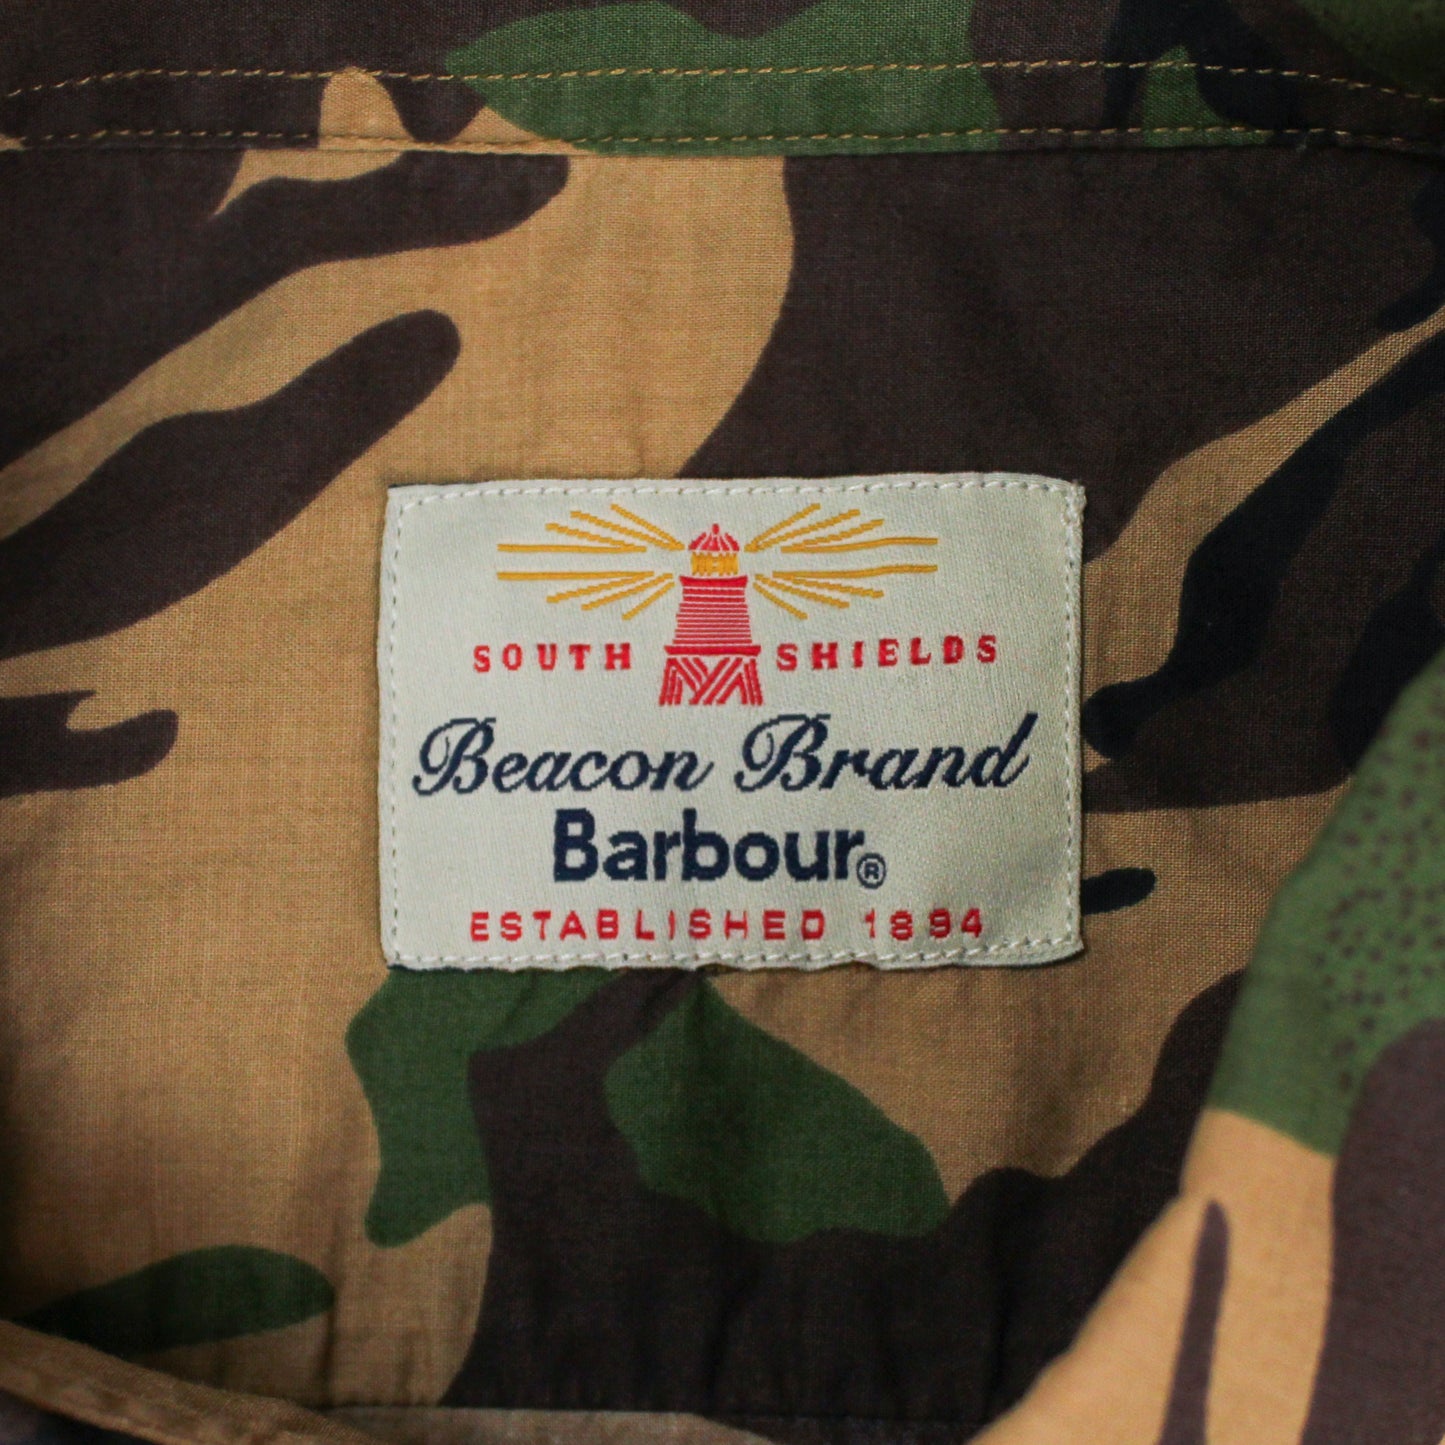 SOUTH SHIELDS
Beacon Brand
Barbour®
ESTABLISHED 1894